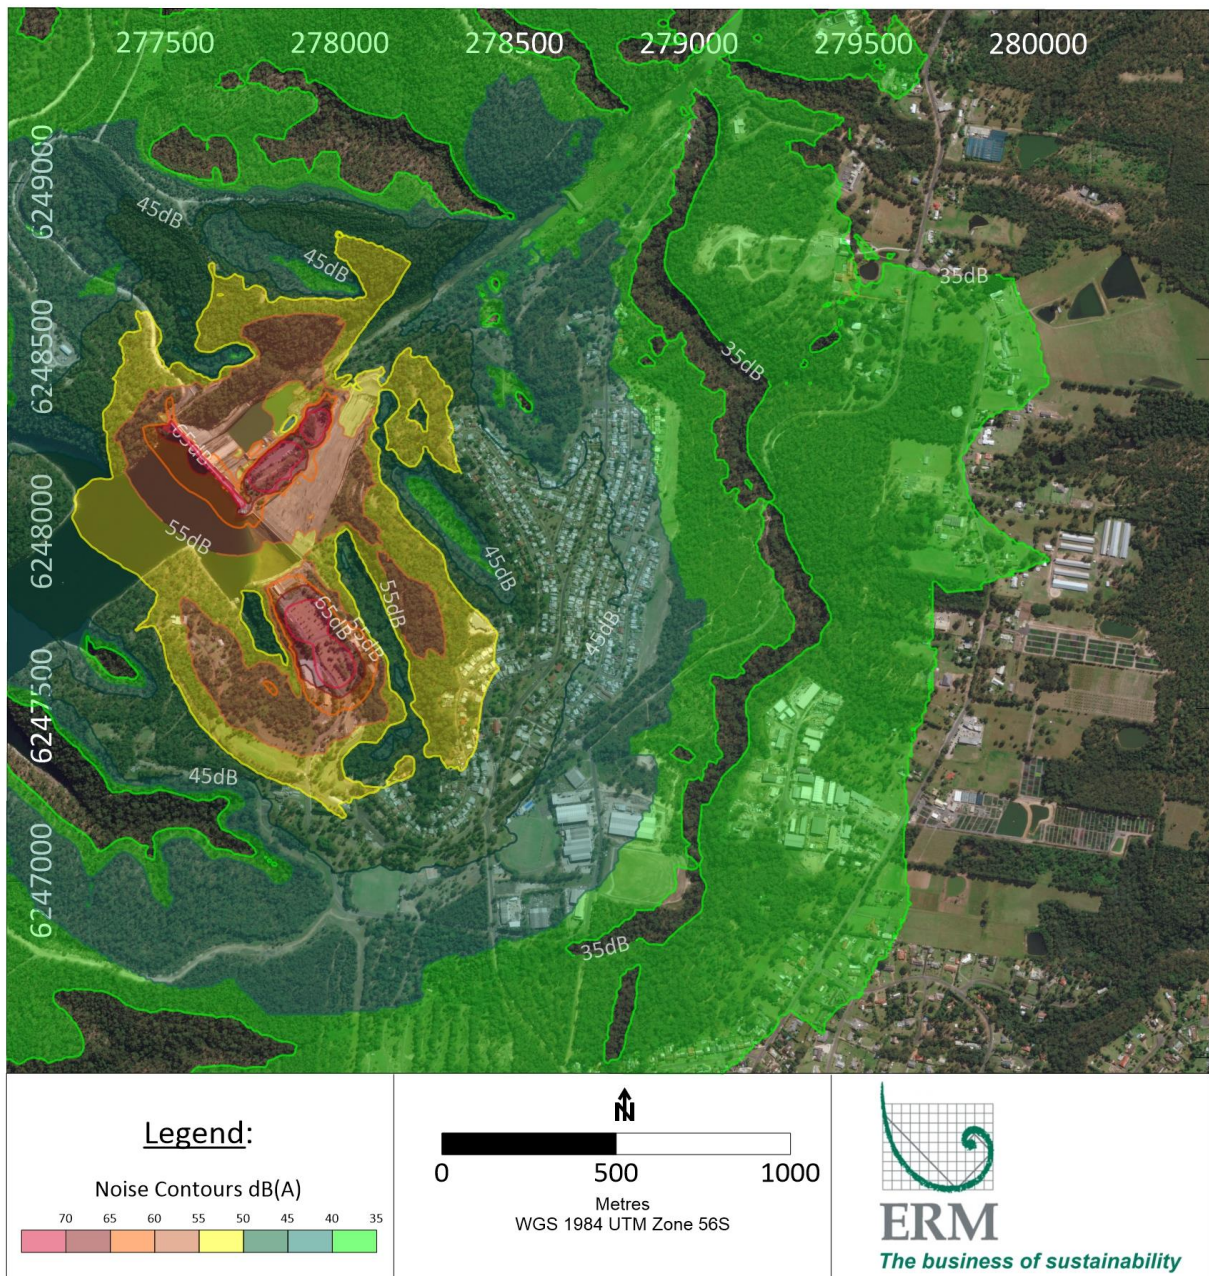 277500 278000 278500 279000 279500 280000
6249000
45dB
45dB
35dB
6248500
35dB
65dB
6248000
55dB
45dB
55dB
65dB
55dB
45dB
6247500
45dB
6247000
35dB
Legend:
Noise Contours dB(A)
70 65 60 55 50 45 40 35
N
0 500 1000
Metres
WGS 1984 UTM Zone 56S
ERM
The business of sustainability